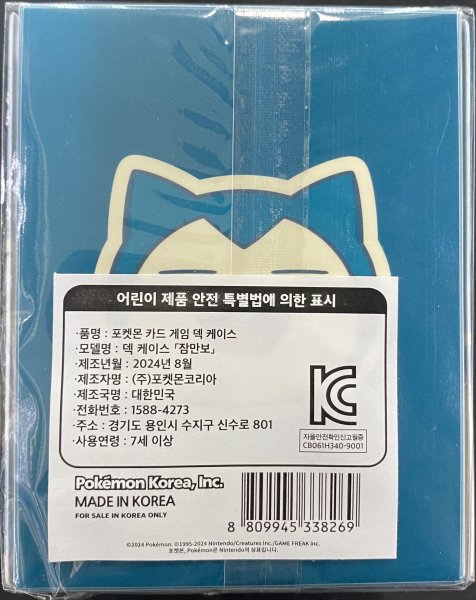 어린이 제품 안전 특별법에 의한 표시
·품명 : 포켓몬 카드 게임 덱 케이스
·모델명 : 덱 케이스 「잠만보」
·제조년월 : 2024년 8월
·제조자명 : (주)포켓몬코리아
·제조국명 : 대한민국
·전화번호 : 1588-4273
·주소 : 경기도 용인시 수지구 신수로 801
·사용연령 : 7세 이상
자율안전확인신고필증
CB061H340-9001
Pokémon Korea, Inc.
MADE IN KOREA
FOR SALE IN KOREA ONLY
8 809945 338269
©2024 Pokémon. ©1995-2024 Nintendo/Creatures Inc./GAME FREAK inc.
포켓몬, Pokémon은 Nintendo의 상표입니다.